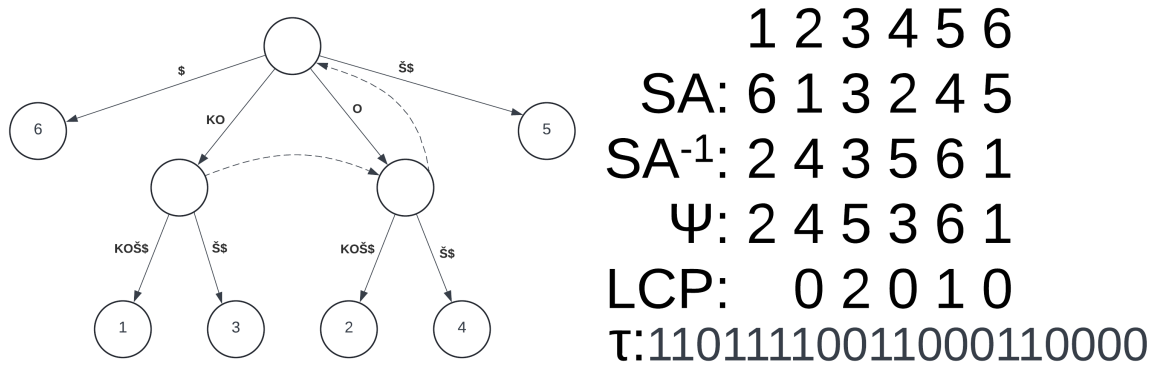 $
Š$
KO
O
6
5
KOŠ$
Š$
KOŠ$
Š$
1
3
2
4
1 2 3 4 5 6
SA: 6 1 3 2 4 5
SA-1: 2 4 3 5 6 1
Ψ: 2 4 5 3 6 1
LCP: 0 2 0 1 0
τ:11011110011000110000